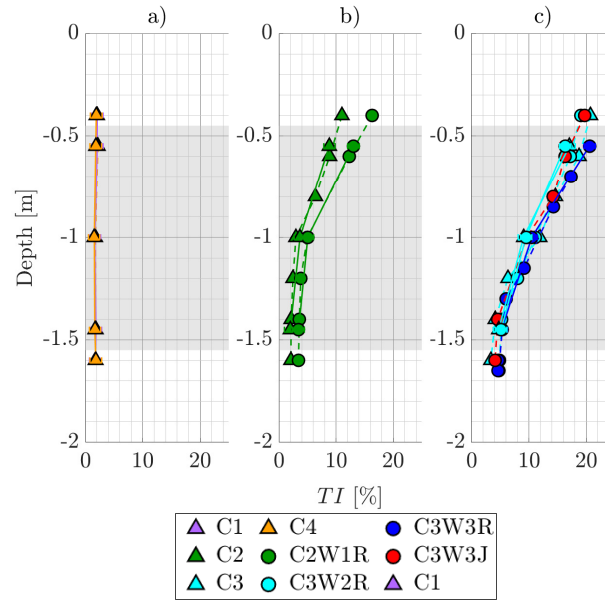 a) b) c)
0 0 0
-0.5 -0.5 -0.5
Depth [m]
-1 -1 -1
-1.5 -1.5 -1.5
-2 -2 -2
0 10 20 0 10 20 0 10 20
TI [%]
C1 C4 C3W3R
C2 C2W1R C3W3J
C3 C3W2R C1